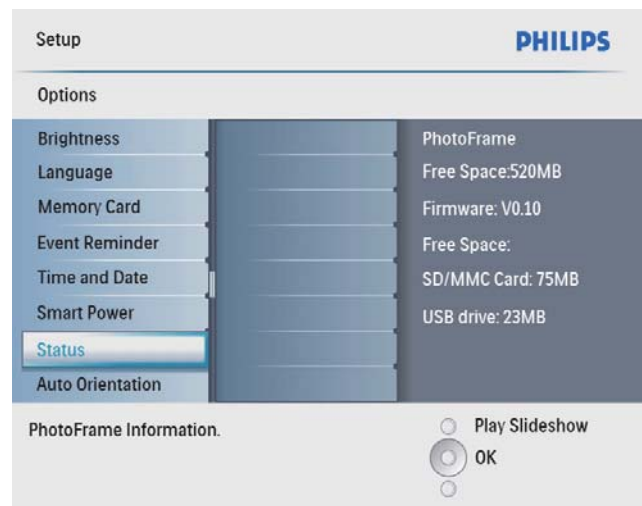 Setup
PHILIPS
Options
Brightness
Language
Memory Card
Event Reminder
Time and Date
Smart Power
Status
Auto Orientation
PhotoFrame
Free Space:520MB
Firmware: V0.10
Free Space:
SD/MMC Card: 75MB
USB drive: 23MB
PhotoFrame Information.
Play Slideshow
OK